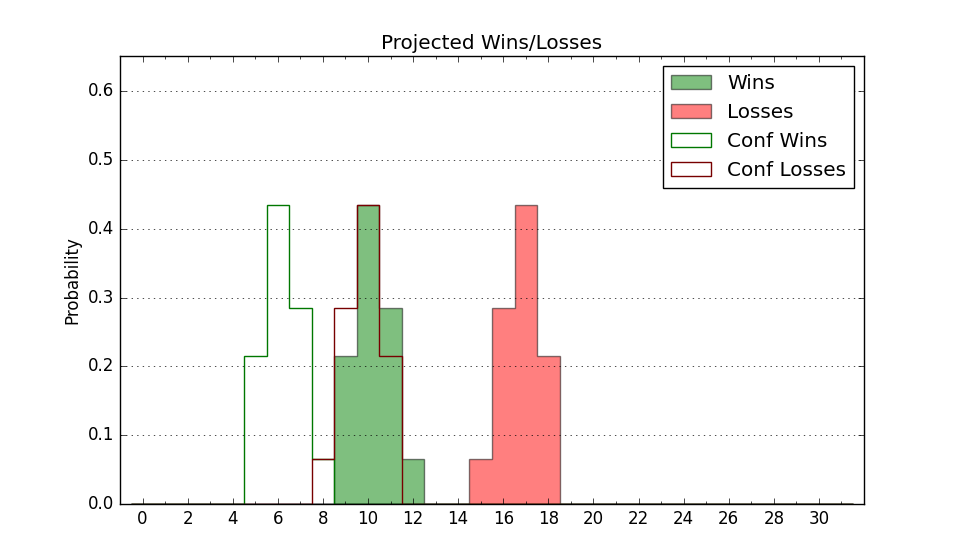 Projected Wins/Losses
Probability
0.6
0.5
0.4
0.3
0.2
0.1
0.0
Wins
Losses
Conf Wins
Conf Losses
0 2 4 6 8 10 12 14 16 18 20 22 24 26 28 30